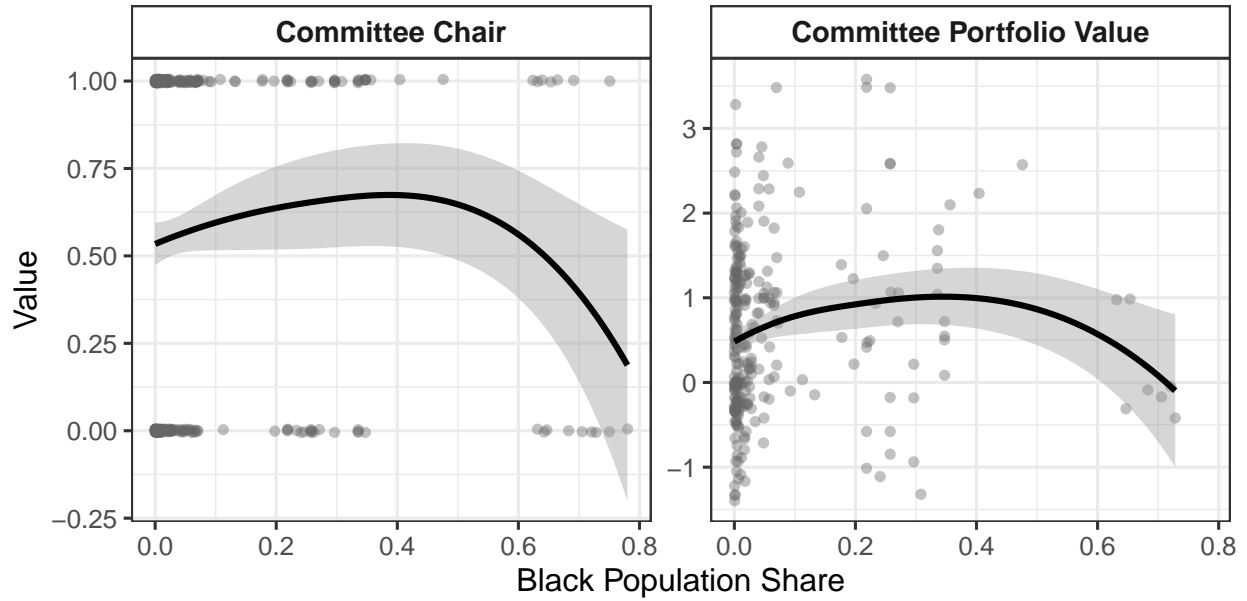 Committee Chair
Committee Portfolio Value
Value
1.00
0.75
0.50
0.25
0.00
−0.25
3
2
1
0
−1
0.0 0.2 0.4 0.6 0.8
0.0 0.2 0.4 0.6 0.8
Black Population Share